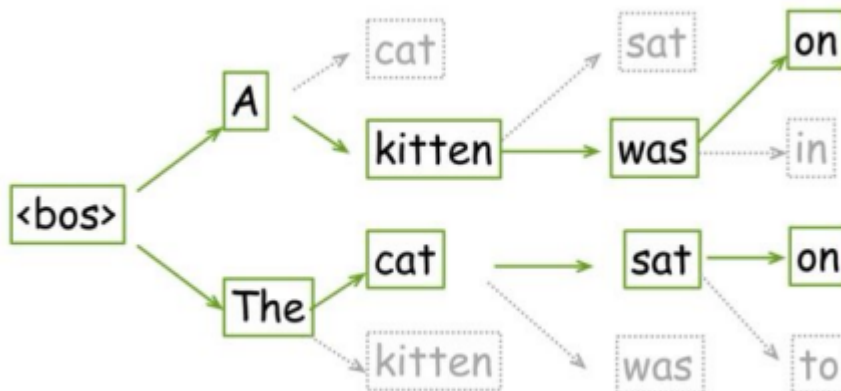 cat sat on
A
kitten was in
<bos>
cat sat on
The
kitten was to